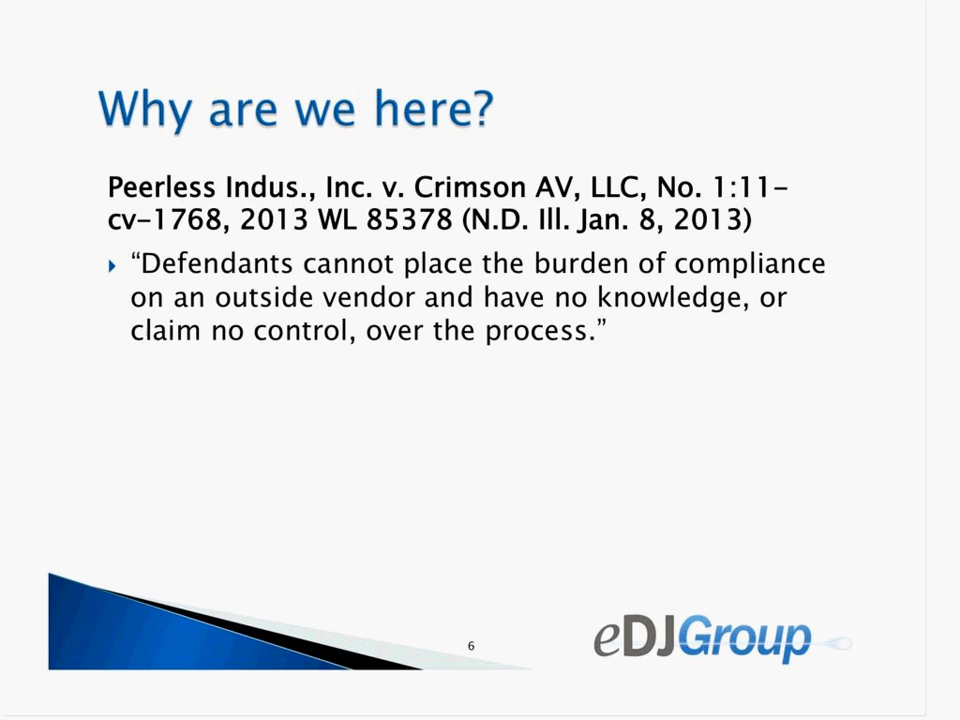 Why are we here?
Peerless Indus., Inc. v. Crimson AV, LLC, No. 1:11-
cv-1768, 2013 WL 85378 (N.D. Ill. Jan. 8, 2013)
“Defendants cannot place the burden of compliance
on an outside vendor and have no knowledge, or
claim no control, over the process.”
6
eDJGroup